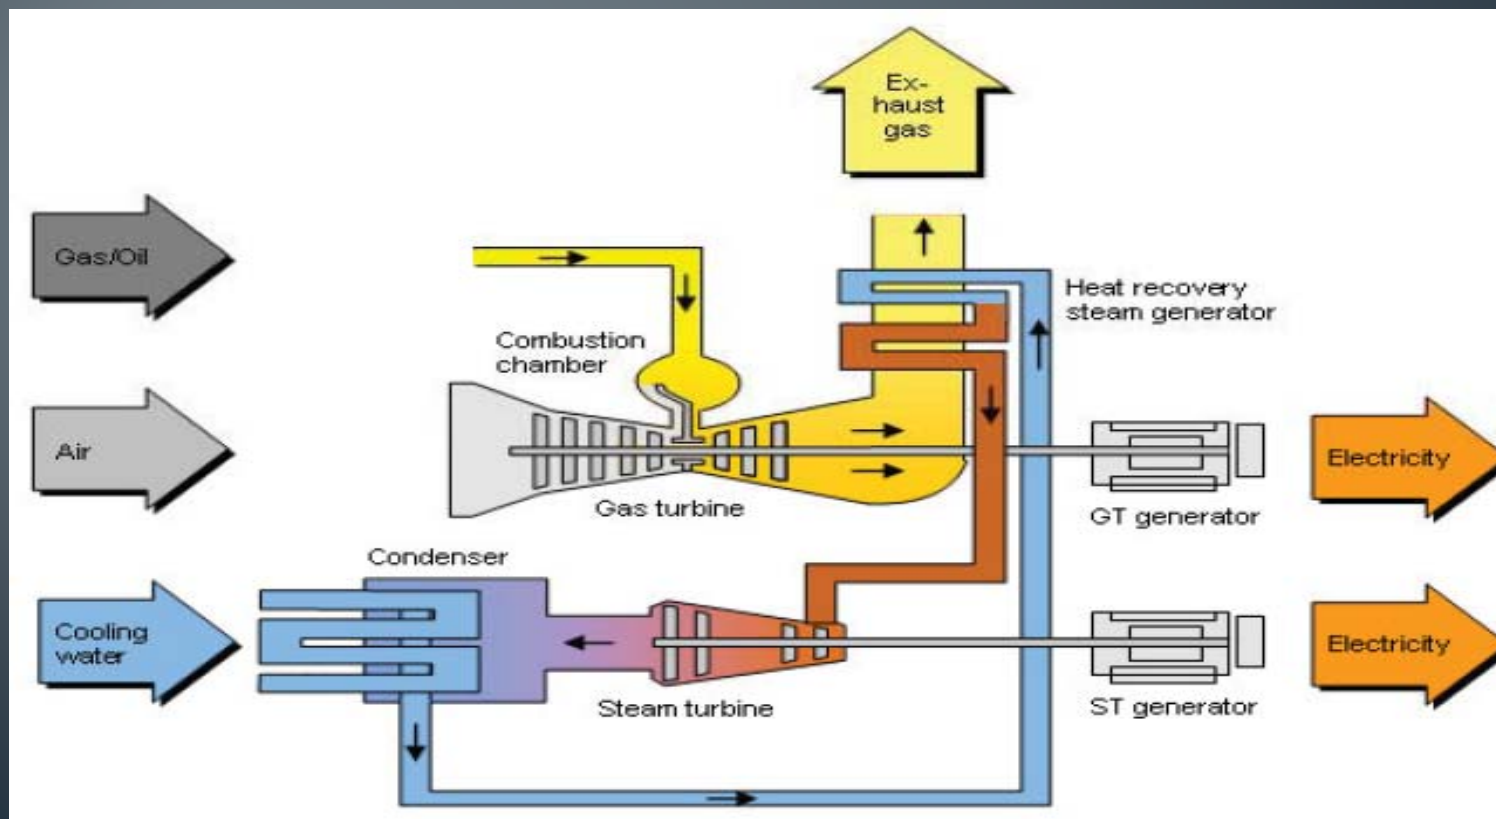 Ex-
haust
gas
Gas/Oil
Heat recovery
steam generator
Combustion
chamber
Air
Electricity
Gas turbine
GT generator
Condenser
Cooling
water
Electricity
Steam turbine
ST generator